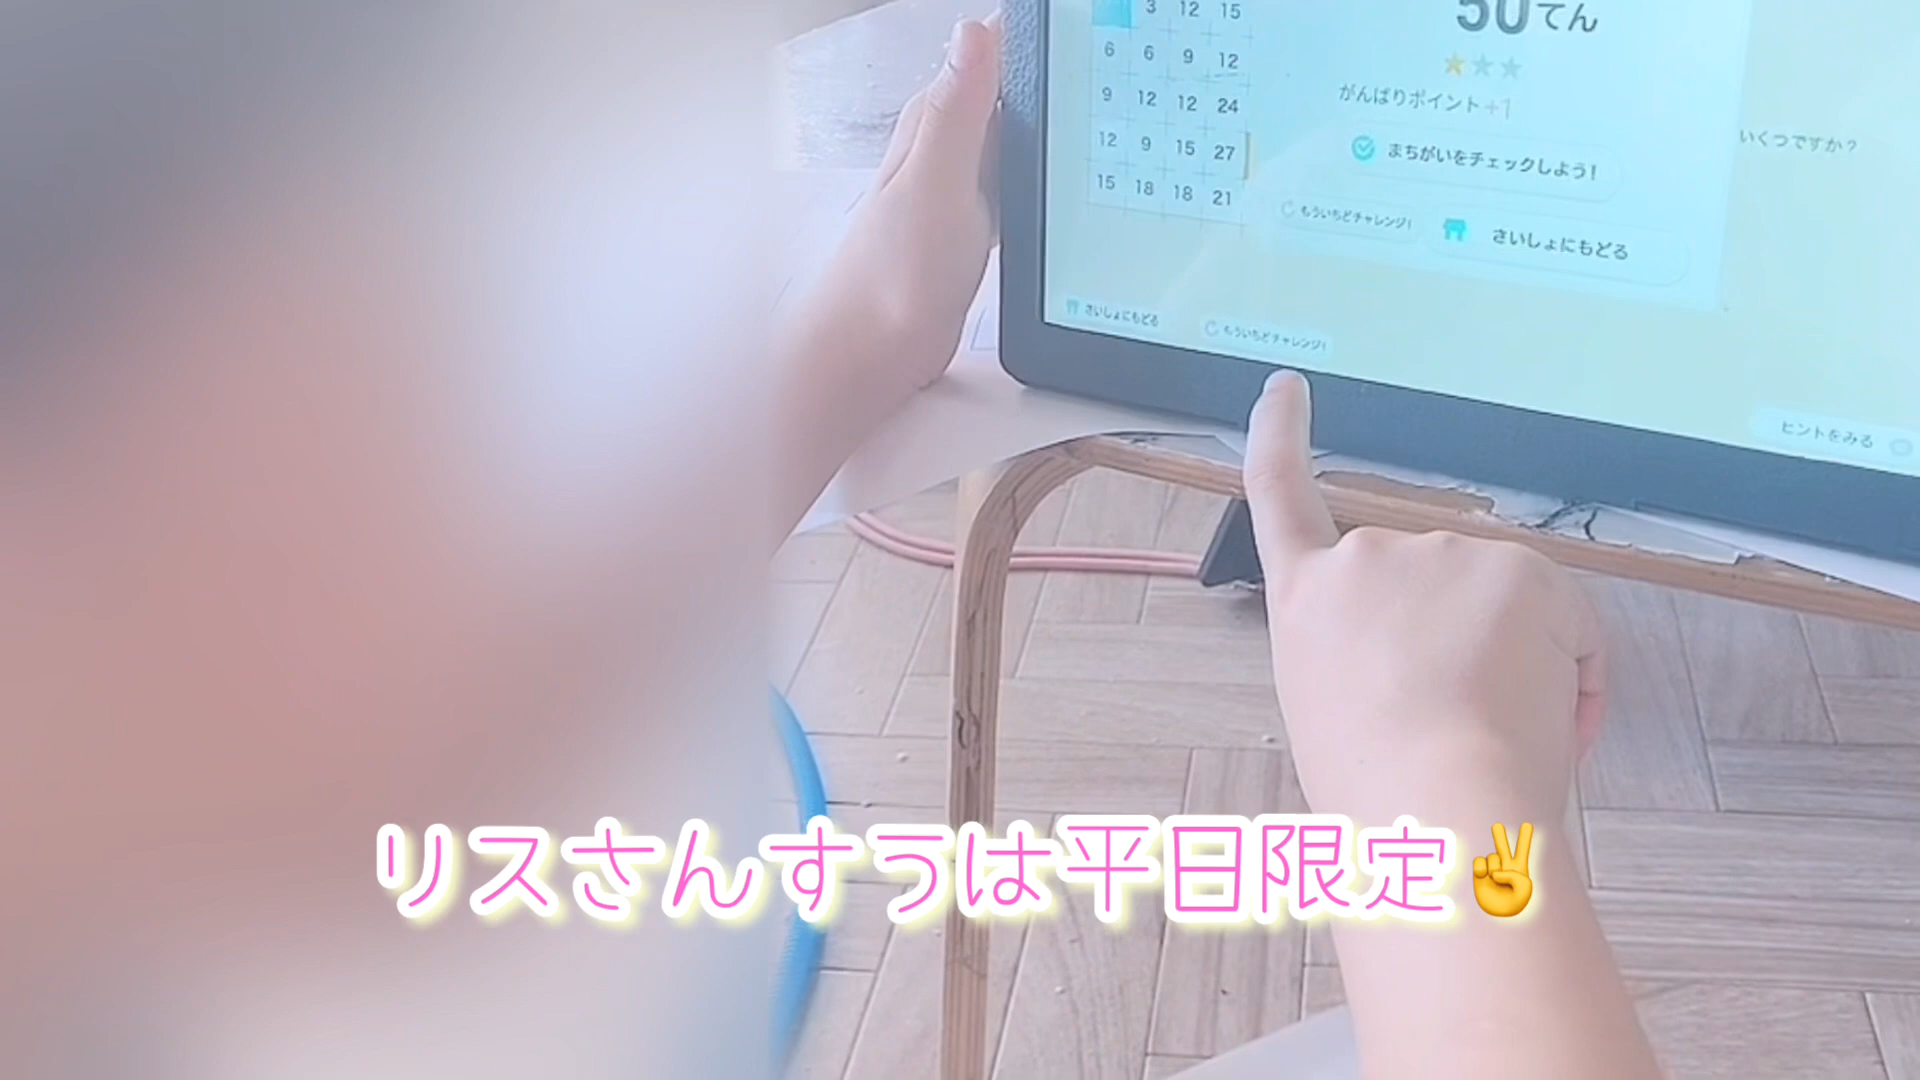 3 12 15
6 6 9 12
9 12 12 24
12 9 15 27
15 18 18 21
50てん
がんばりポイント+1
まちがいをチェックしよう!
もういちどチャレンジ!
さいしょにもどる
いくつですか?
さいしょにもどる
もういちどチャレンジ!
ヒントをみる
リスさんすうは平日限定✌